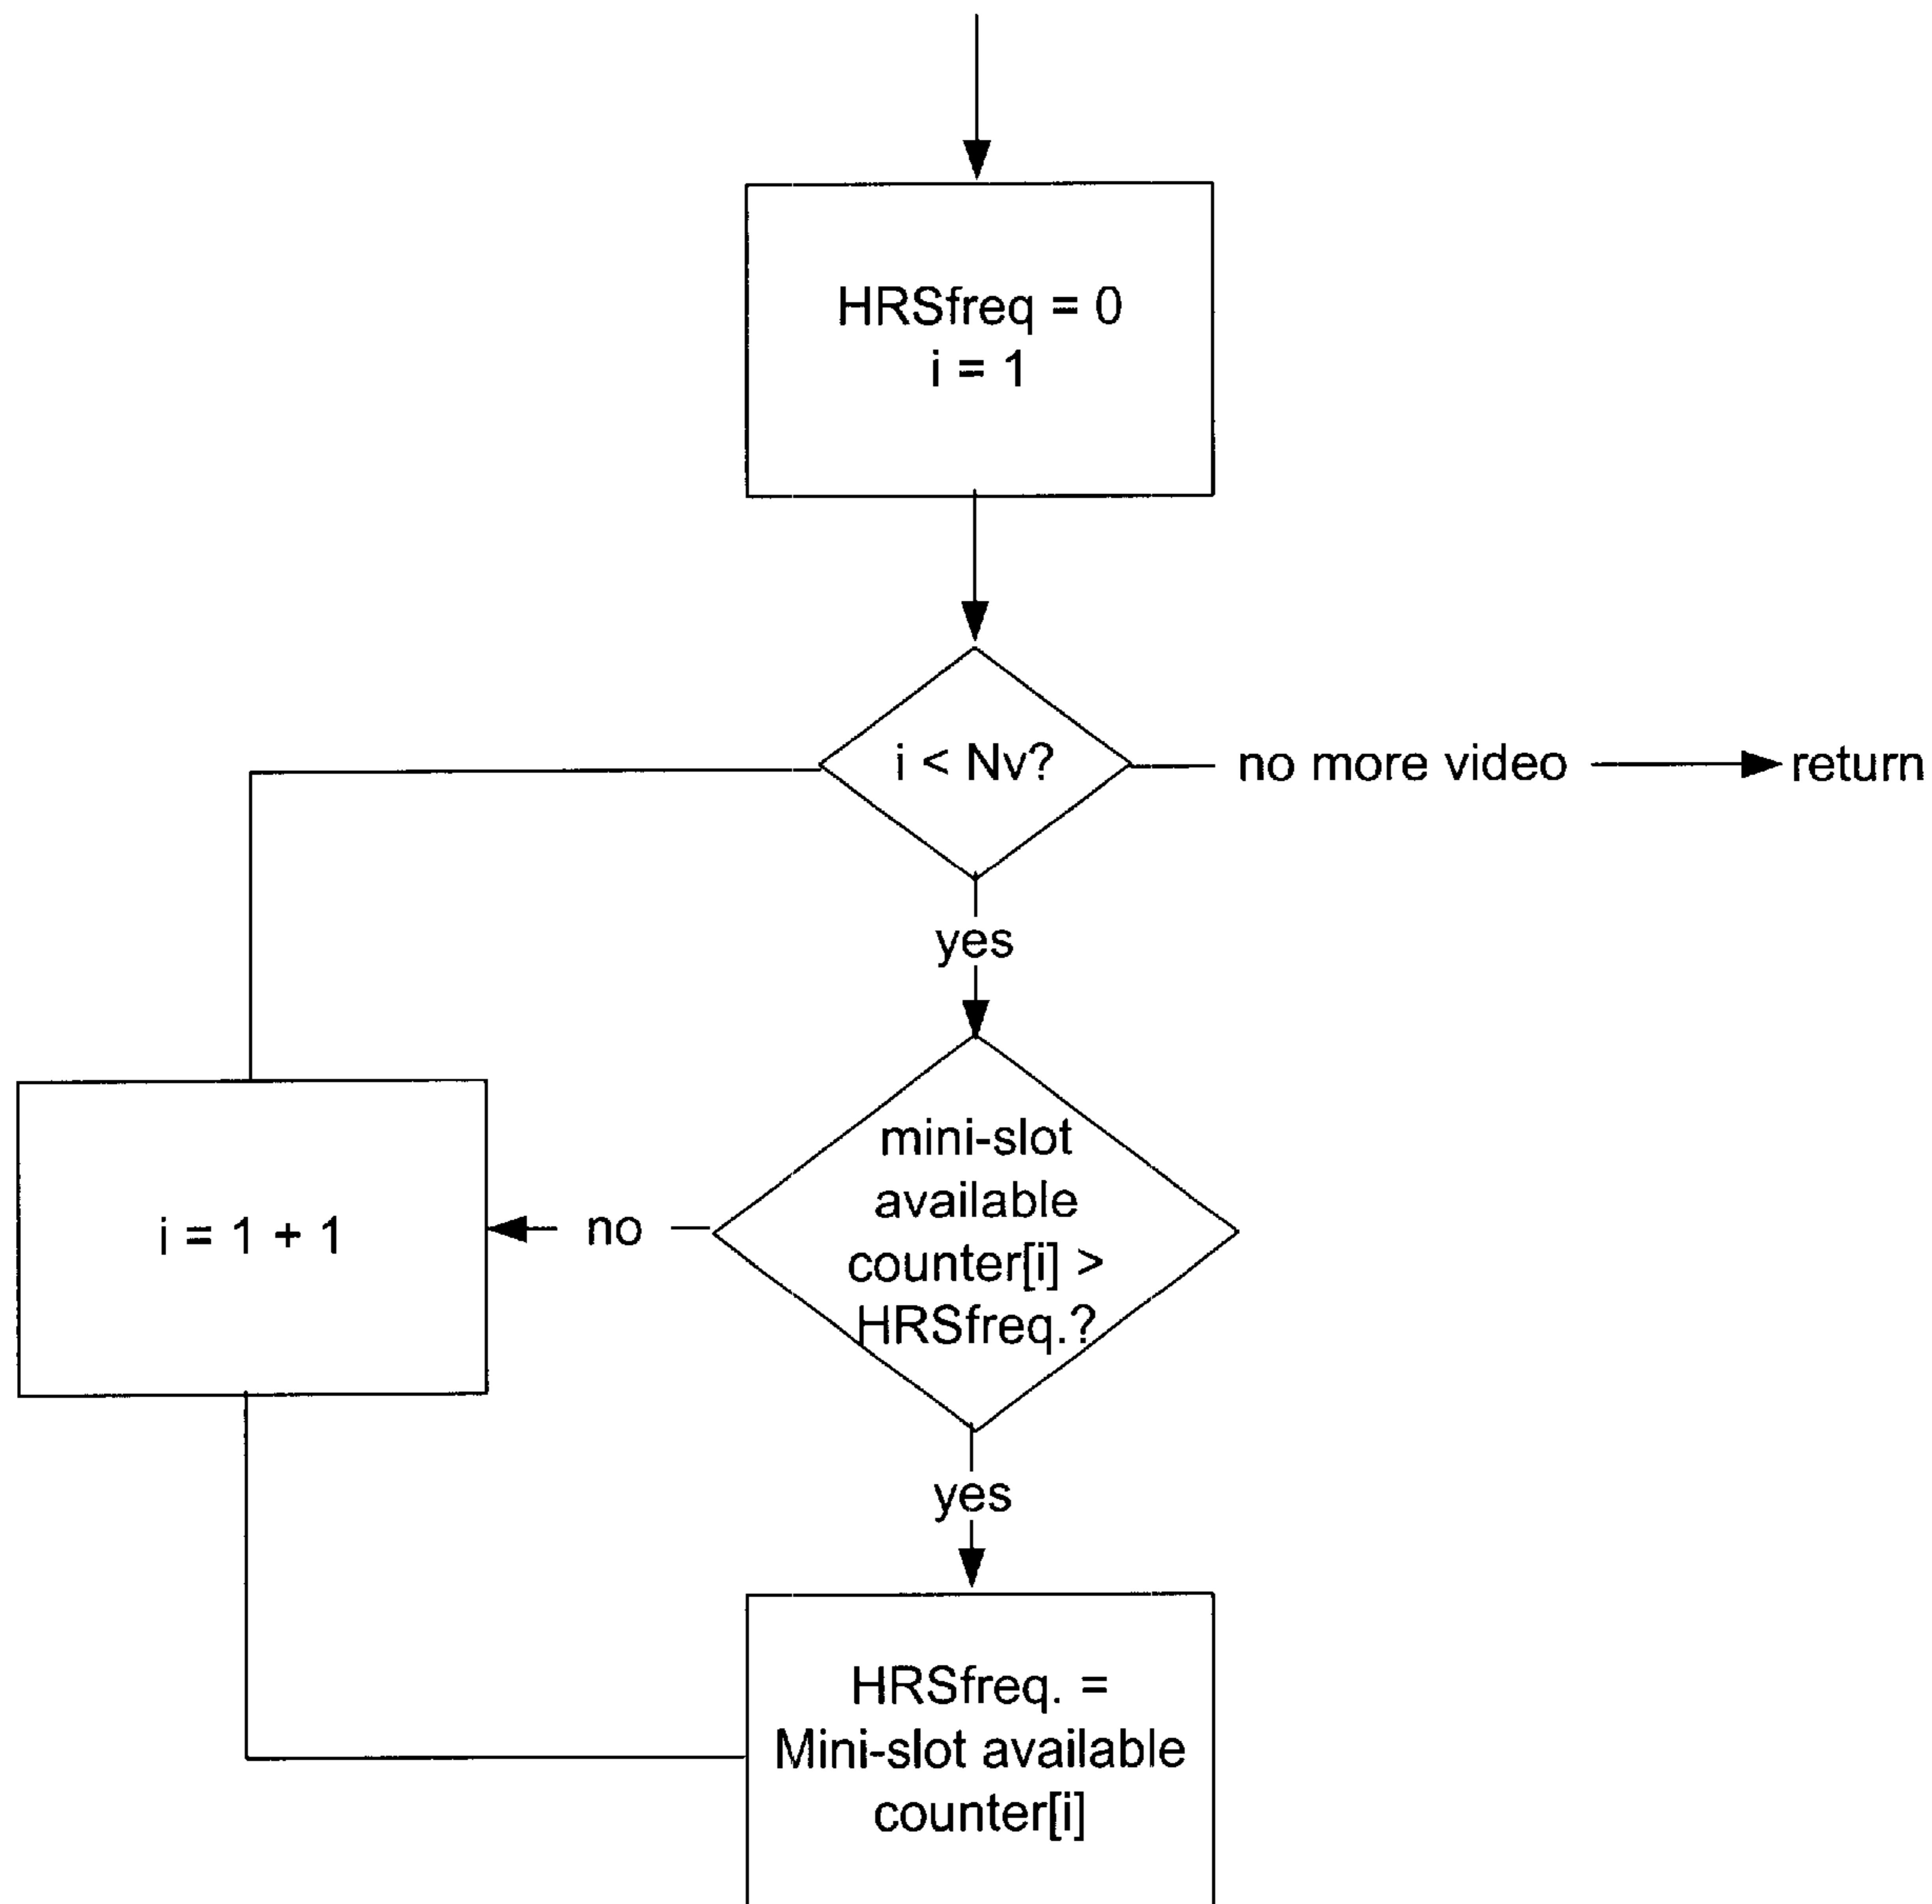 HRSfreq = 0
i = 1
i < Nv?
no more video
return
yes
mini-slot
available
counter[i] >
HRSfreq.?
no
i = 1 + 1
yes
HRSfreq. =
Mini-slot available
counter[i]